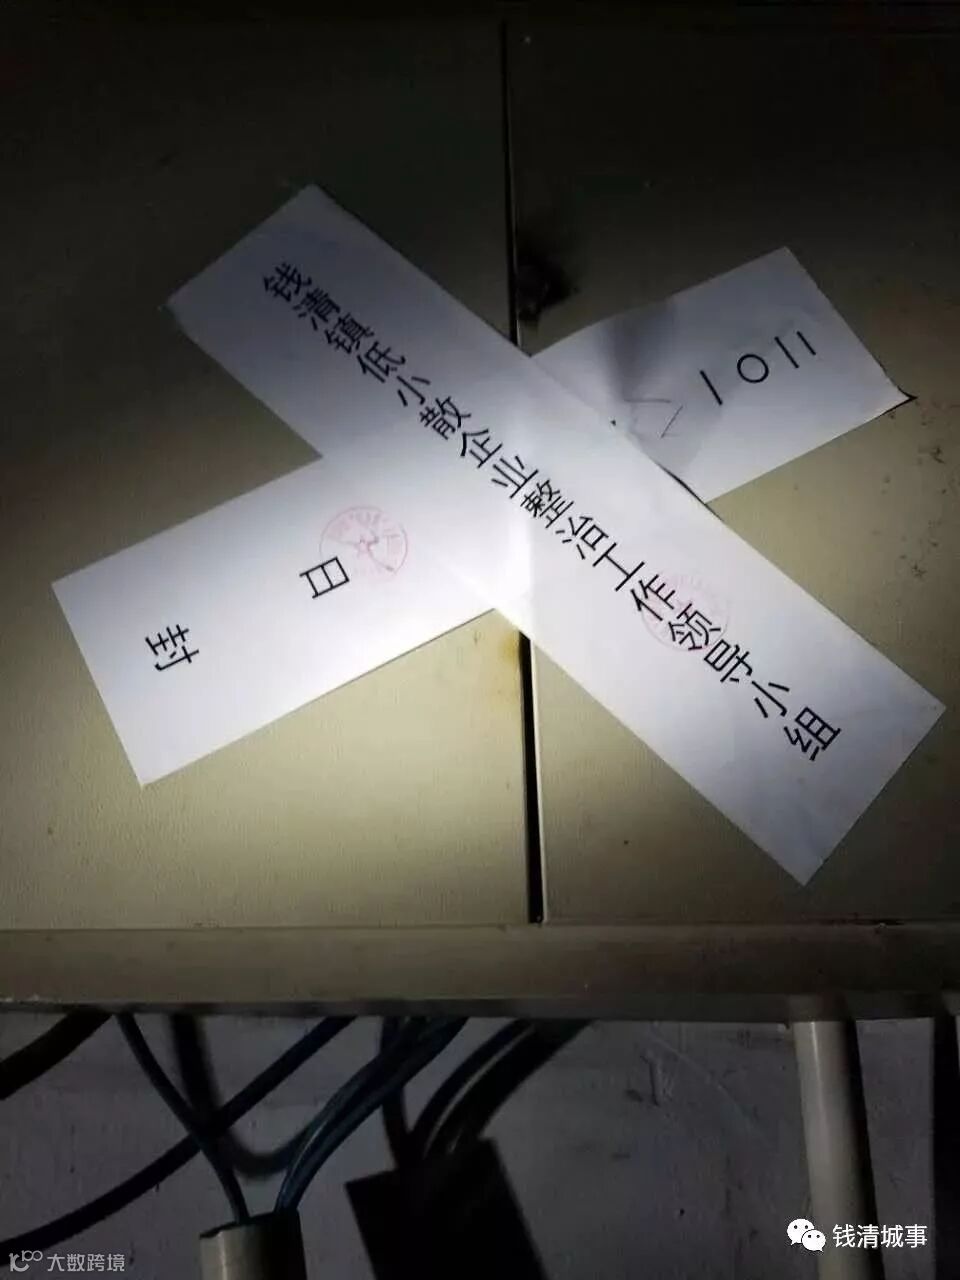 钱清镇低小散企业整治工作领导小组
二〇一
日
封
钱清城事
大数跨境